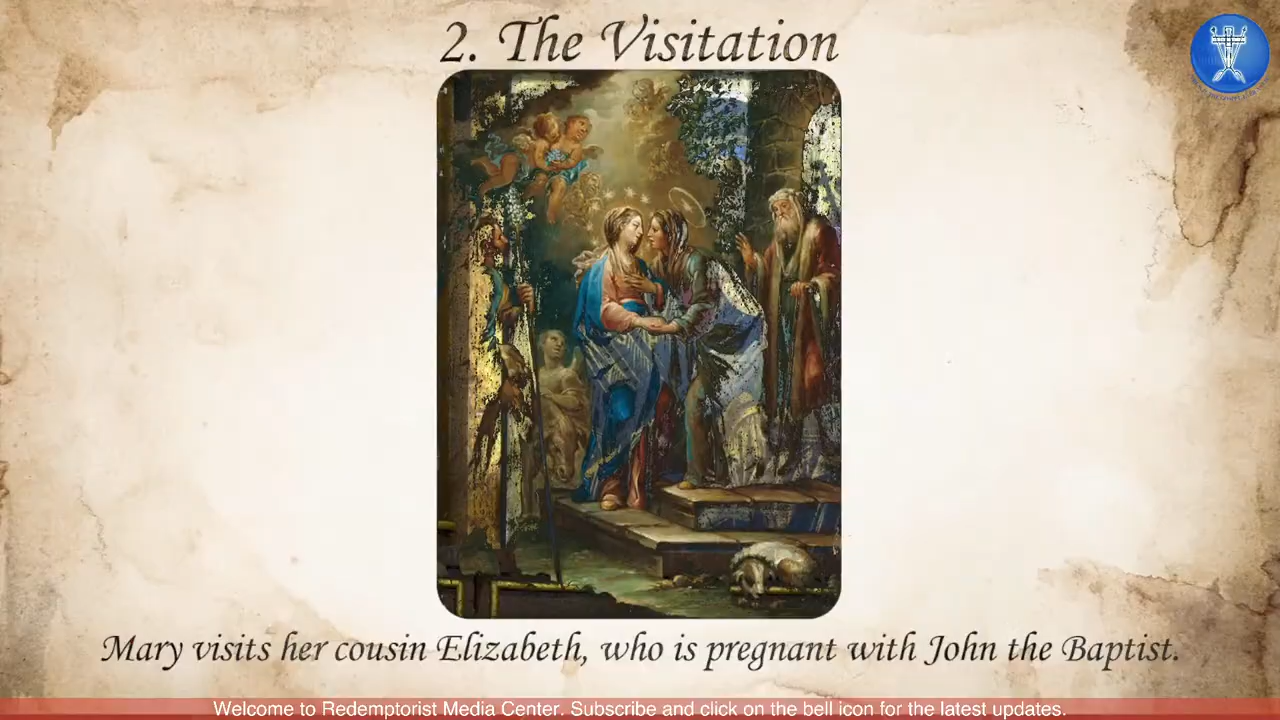 2. The Visitation
Mary visits her cousin Elizabeth, who is pregnant with John the Baptist.
Welcome to Redemptorist Media Center. Subscribe and click on the bell icon for the latest updates.